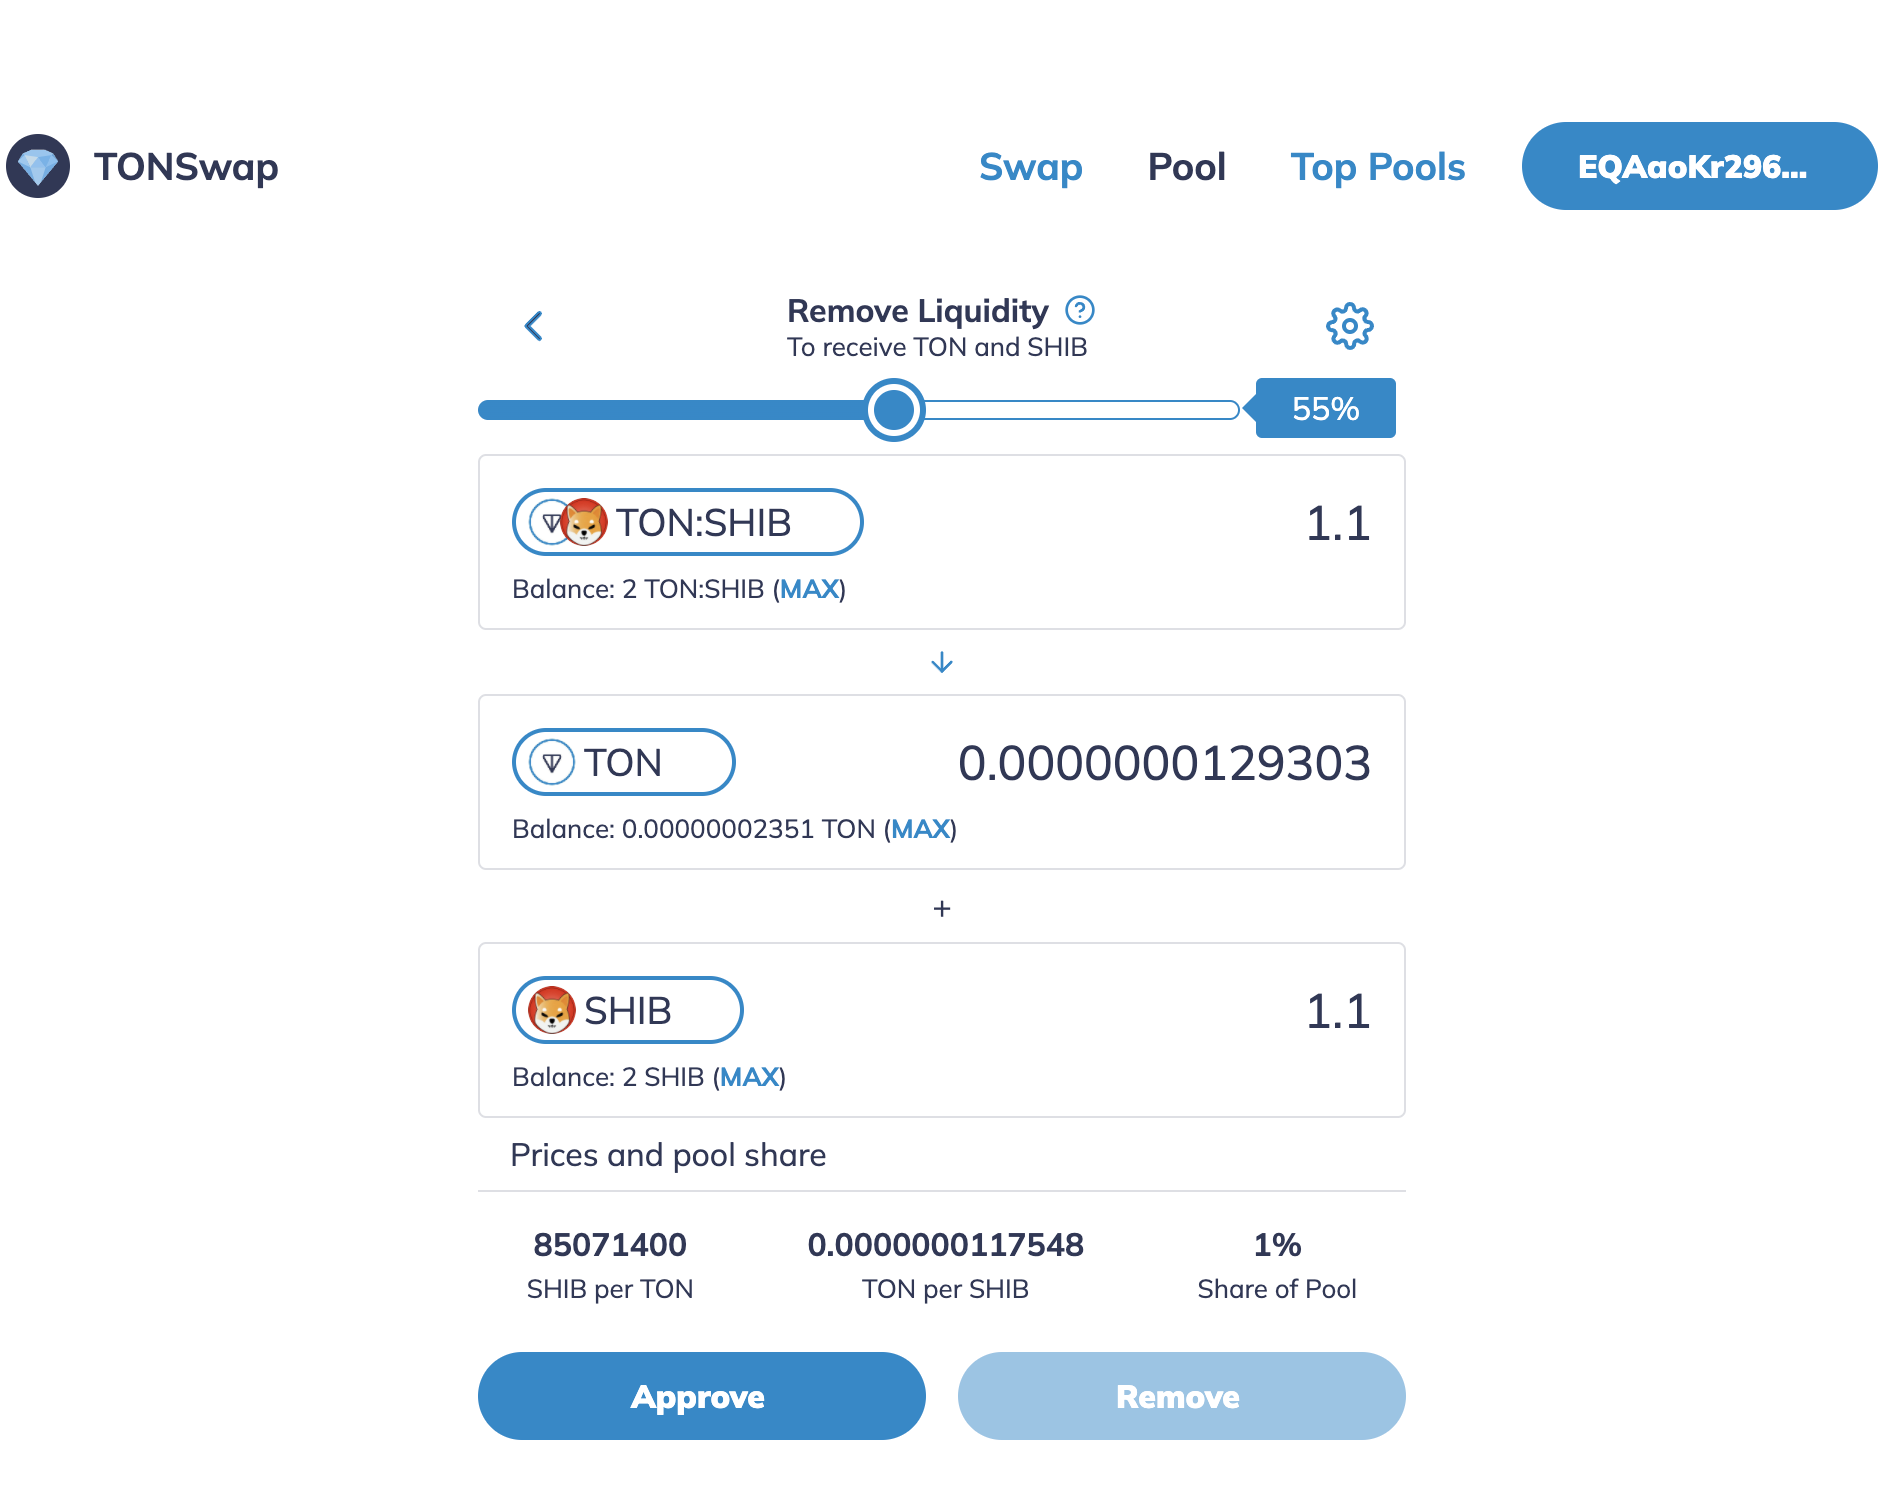 TONSwap
Swap Pool Top Pools EQAaoKr296...
Remove Liquidity ?
To receive TON and SHIB
55%
TON:SHIB 1.1
Balance: 2 TON:SHIB (MAX)
TON 0.0000000129303
Balance: 0.00000002351 TON (MAX)
+
SHIB 1.1
Balance: 2 SHIB (MAX)
Prices and pool share
85071400 0.0000000117548 1%
SHIB per TON TON per SHIB Share of Pool
Approve Remove